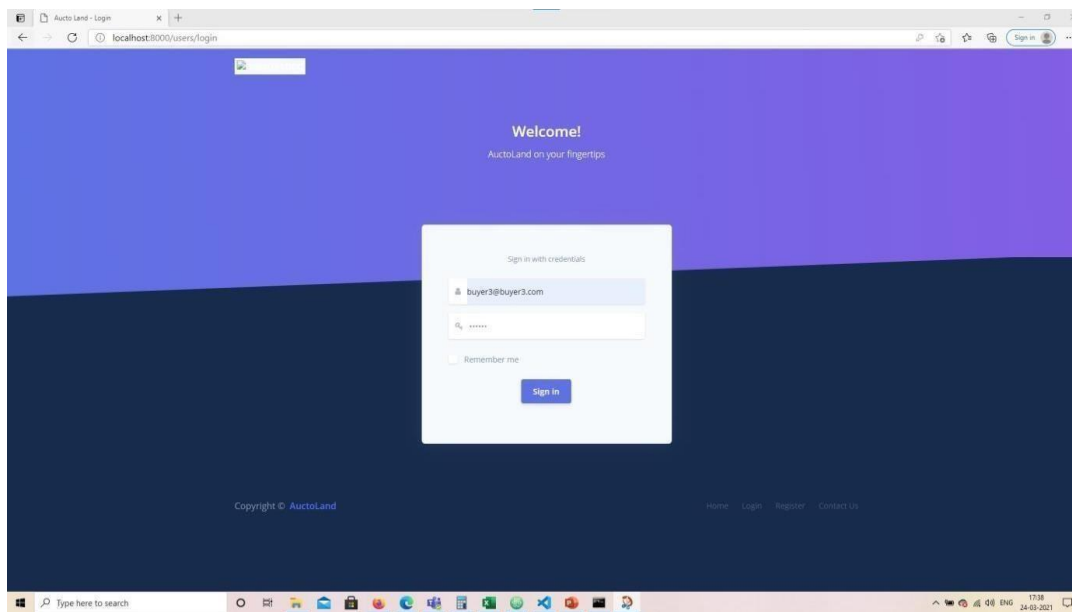 Aucto Land - Login
localhost:8000/users/login
Sign in
Welcome!
AuctoLand on your fingertips
Sign in with credentials
buyer3@buyer3.com
Remember me
Sign in
Copyright © AuctoLand
Home Login Register Contact Us
Type here to search
ENG
17:38
24-03-2021